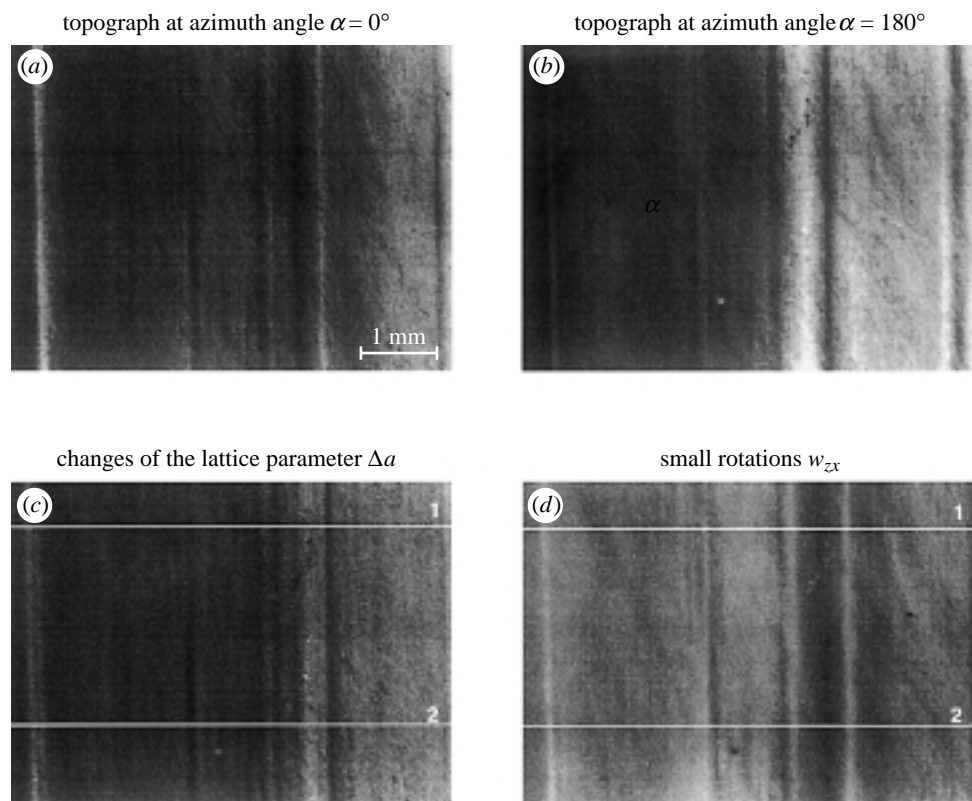 topograph at azimuth angle α = 0°
topograph at azimuth angle α = 180°
(a)
(b)
α
1 mm
changes of the lattice parameter Δa
small rotations w_zx
(c)
1
2
(d)
1
2